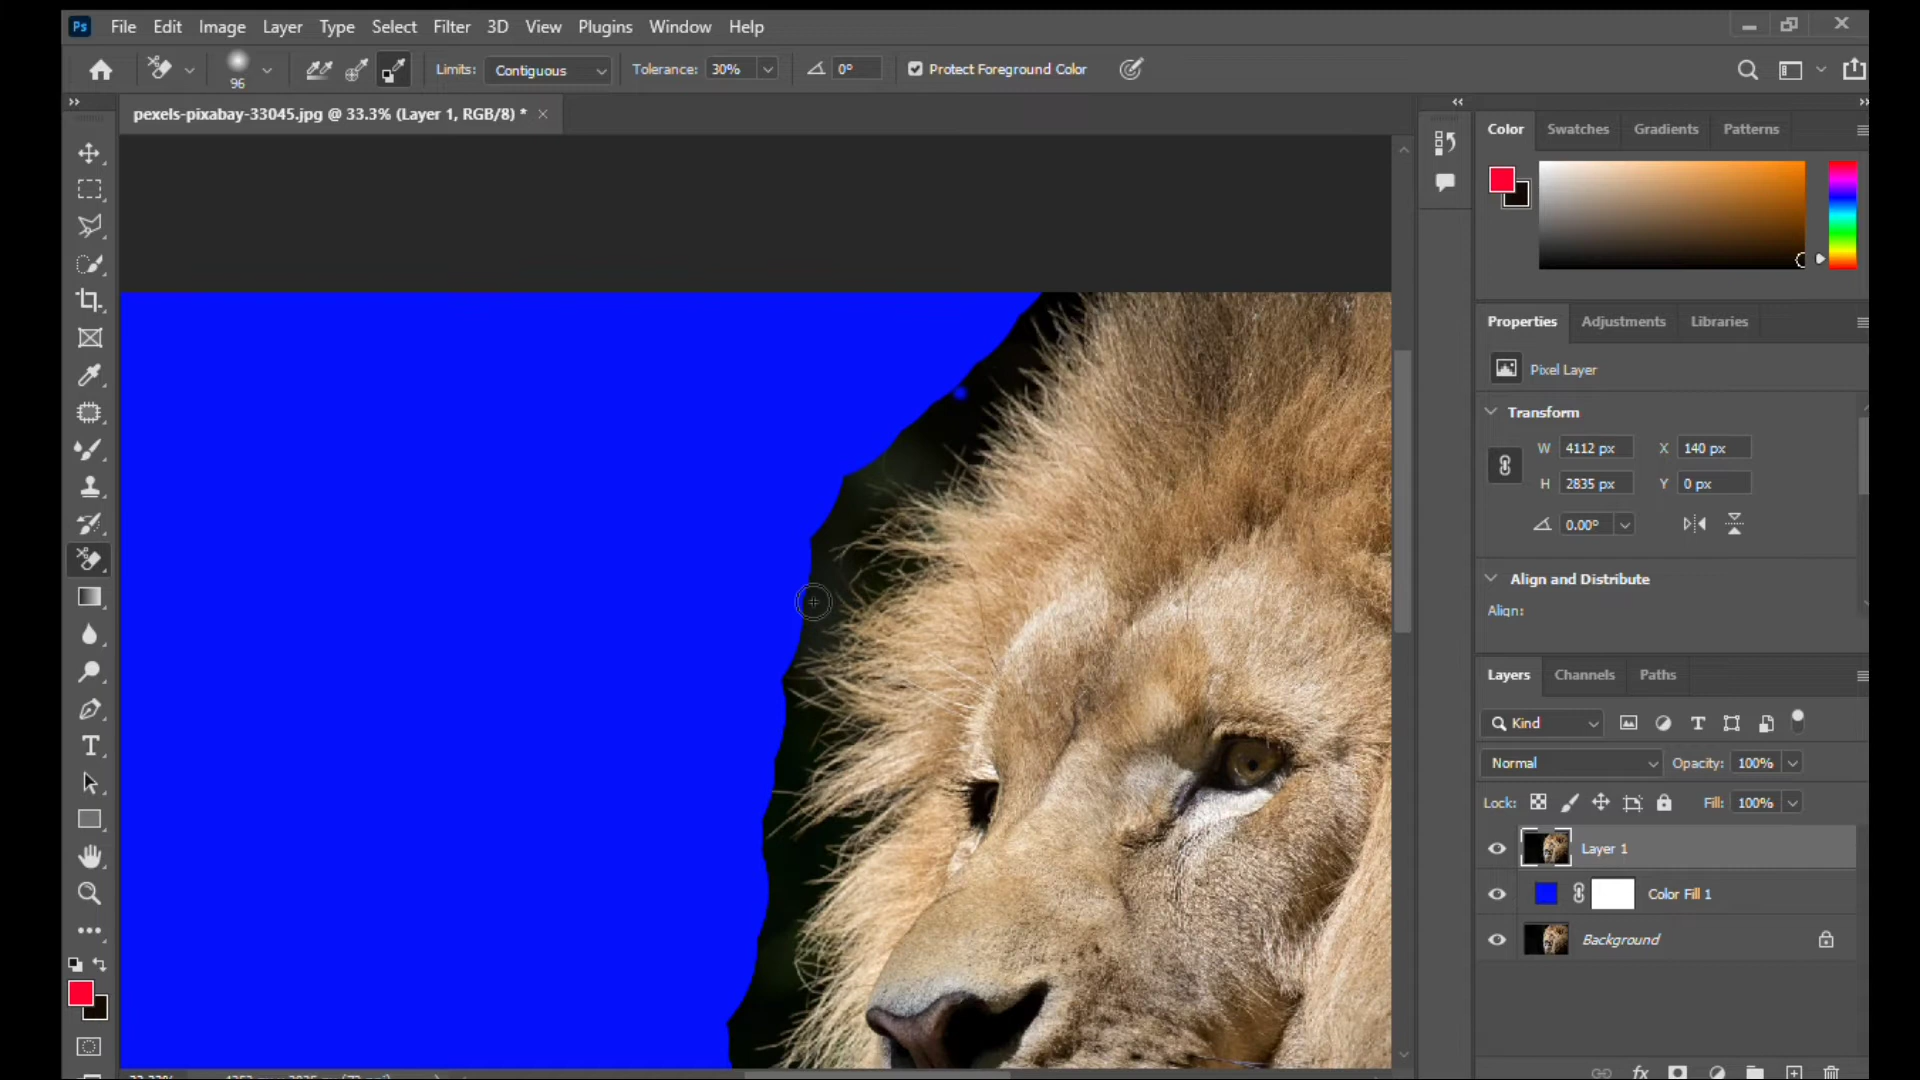 Ps File Edit Image Layer Type Select Filter 3D View Plugins Window Help
96 Limits: Contiguous Tolerance: 30% 0° Protect Foreground Color
pexels-pixabay-33045.jpg @ 33.3% (Layer 1, RGB/8) *
Color Swatches Gradients Patterns
Properties Adjustments Libraries
Pixel Layer
Transform
W 4112 px X 140 px
H 2835 px Y 0 px
0.00°
Align and Distribute
Align:
Layers Channels Paths
Kind
Normal Opacity: 100%
Lock: Fill: 100%
Layer 1
Color Fill 1
Background
fx